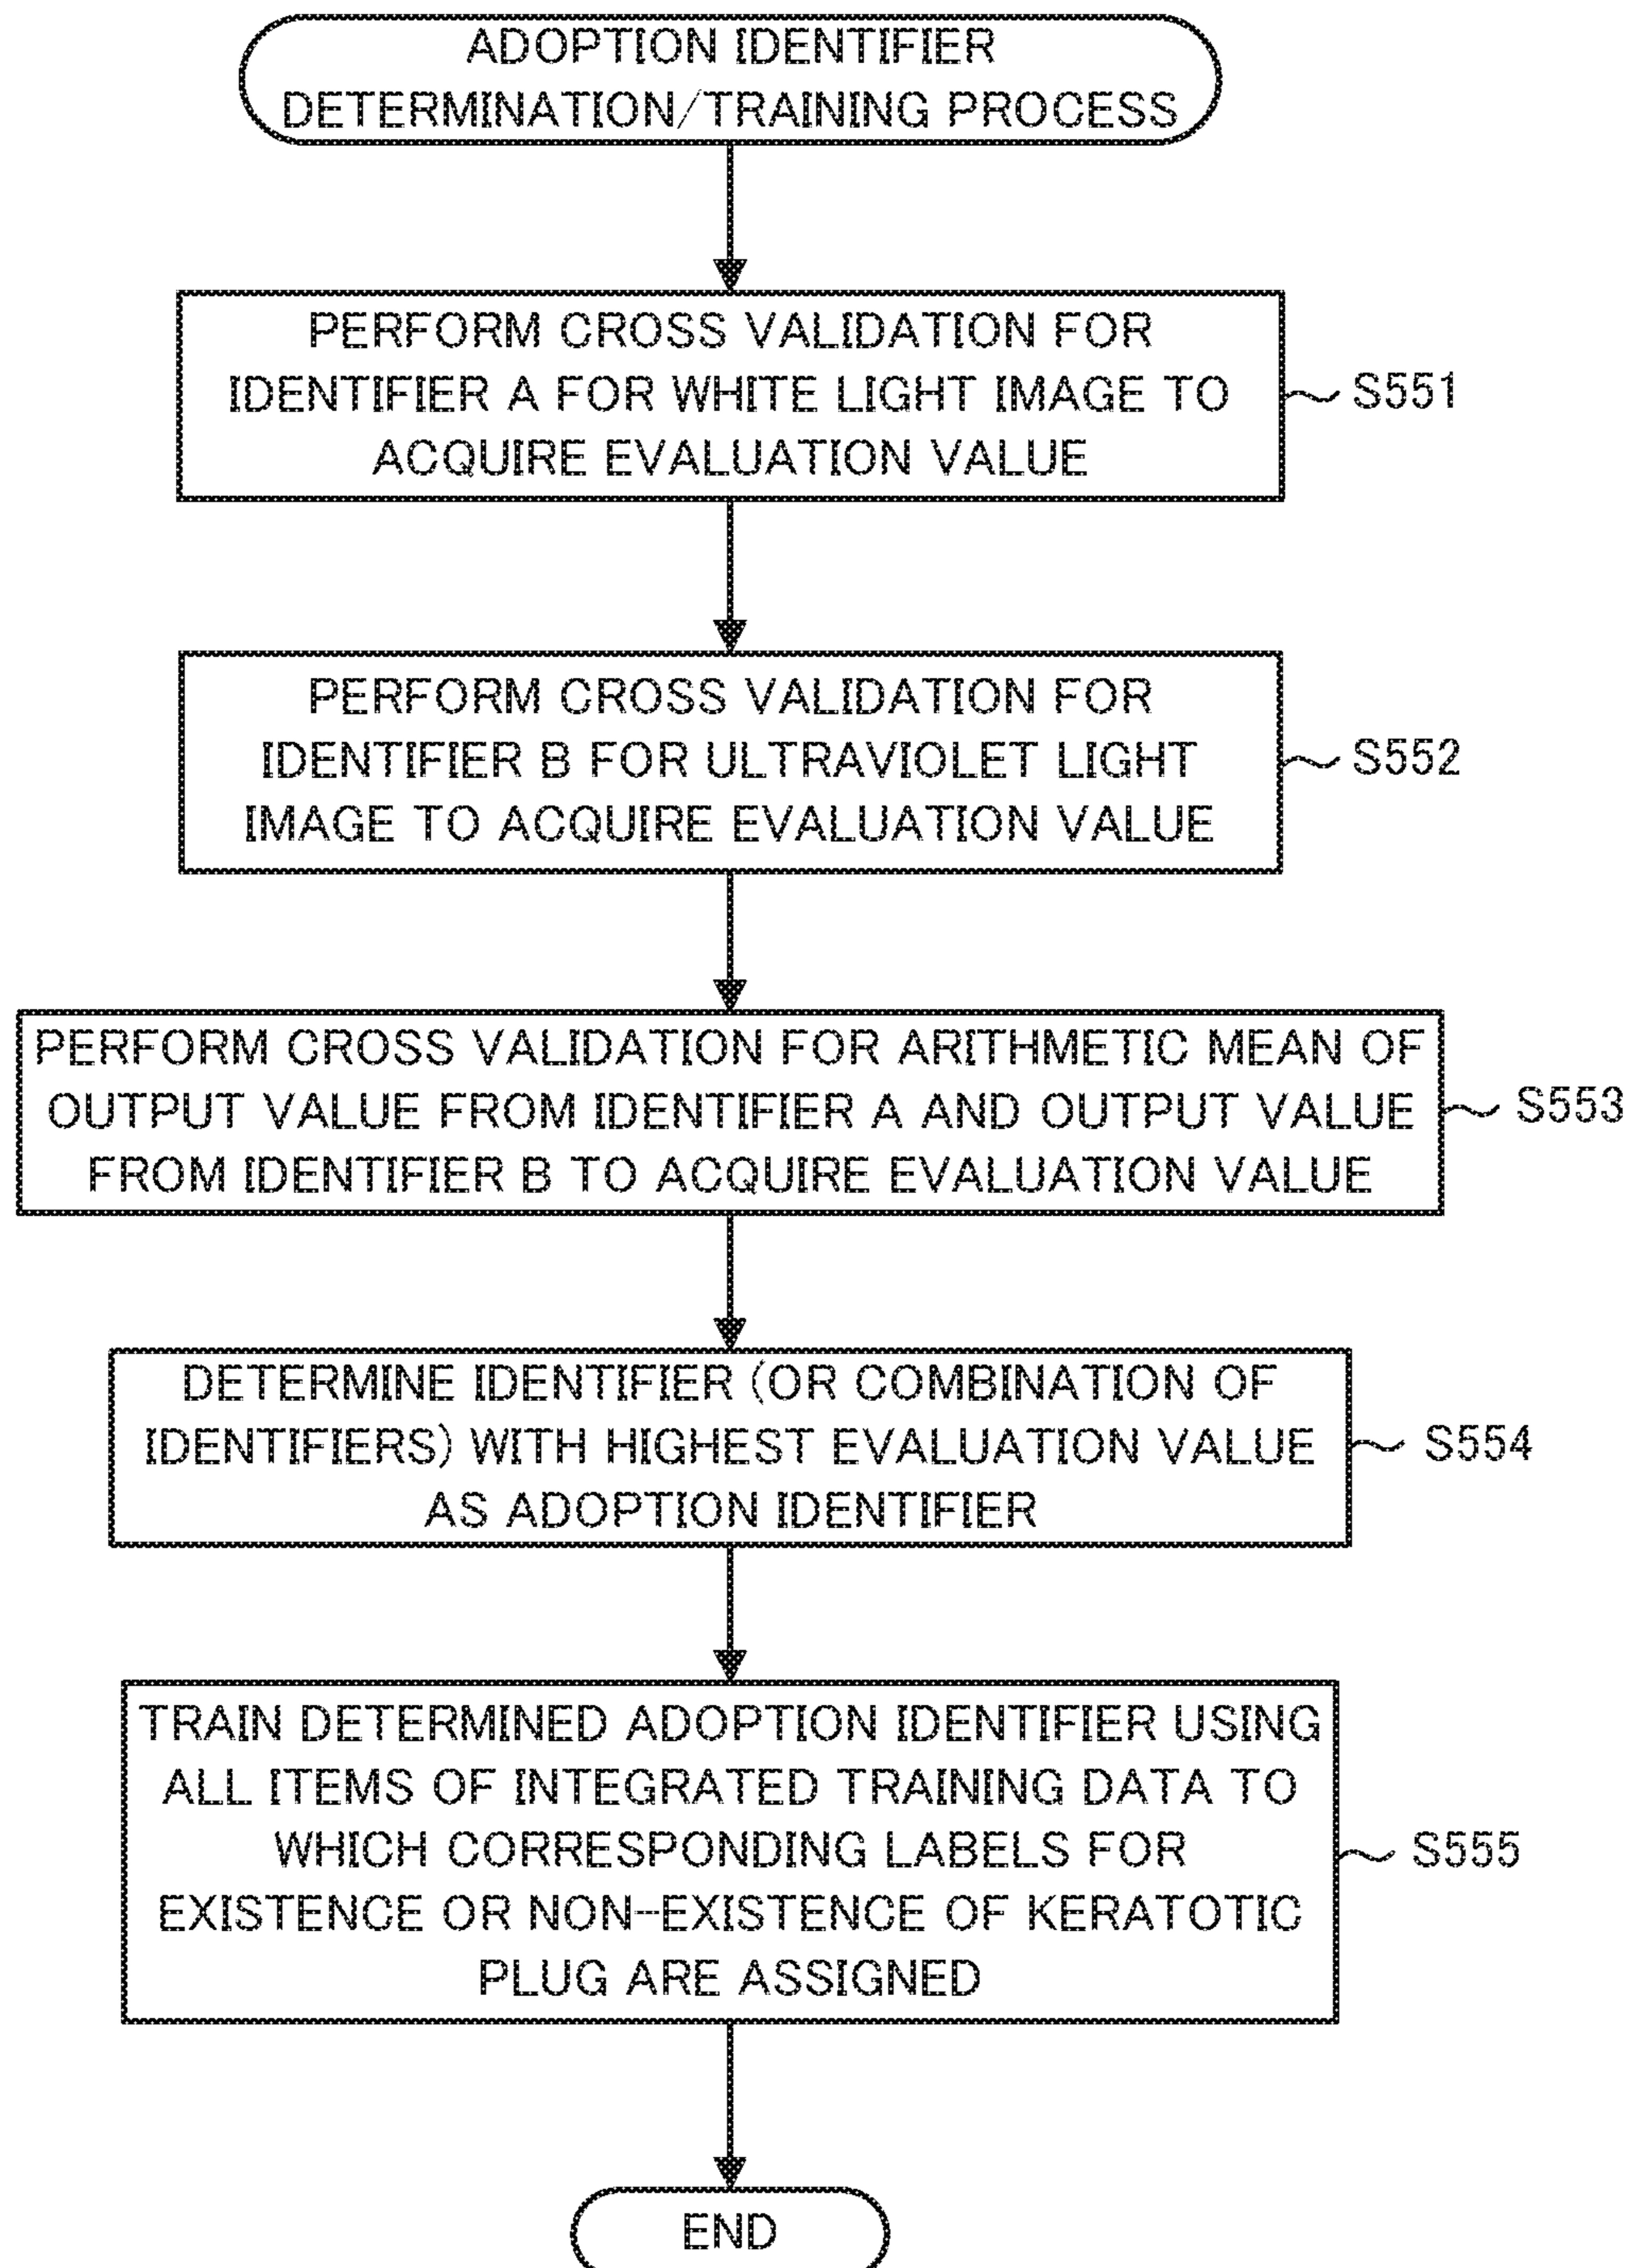 ADOPTION IDENTIFIER
DETERMINATION/TRAINING PROCESS
PERFORM CROSS VALIDATION FOR
IDENTIFIER A FOR WHITE LIGHT IMAGE TO
ACQUIRE EVALUATION VALUE
S551
PERFORM CROSS VALIDATION FOR
IDENTIFIER B FOR ULTRAVIOLET LIGHT
IMAGE TO ACQUIRE EVALUATION VALUE
S552
PERFORM CROSS VALIDATION FOR ARITHMETIC MEAN OF
OUTPUT VALUE FROM IDENTIFIER A AND OUTPUT VALUE
FROM IDENTIFIER B TO ACQUIRE EVALUATION VALUE
S553
DETERMINE IDENTIFIER (OR COMBINATION OF
IDENTIFIERS) WITH HIGHEST EVALUATION VALUE
AS ADOPTION IDENTIFIER
S554
TRAIN DETERMINED ADOPTION IDENTIFIER USING
ALL ITEMS OF INTEGRATED TRAINING DATA TO
WHICH CORRESPONDING LABELS FOR
EXISTENCE OR NON-EXISTENCE OF KERATOTIC
PLUG ARE ASSIGNED
S555
END